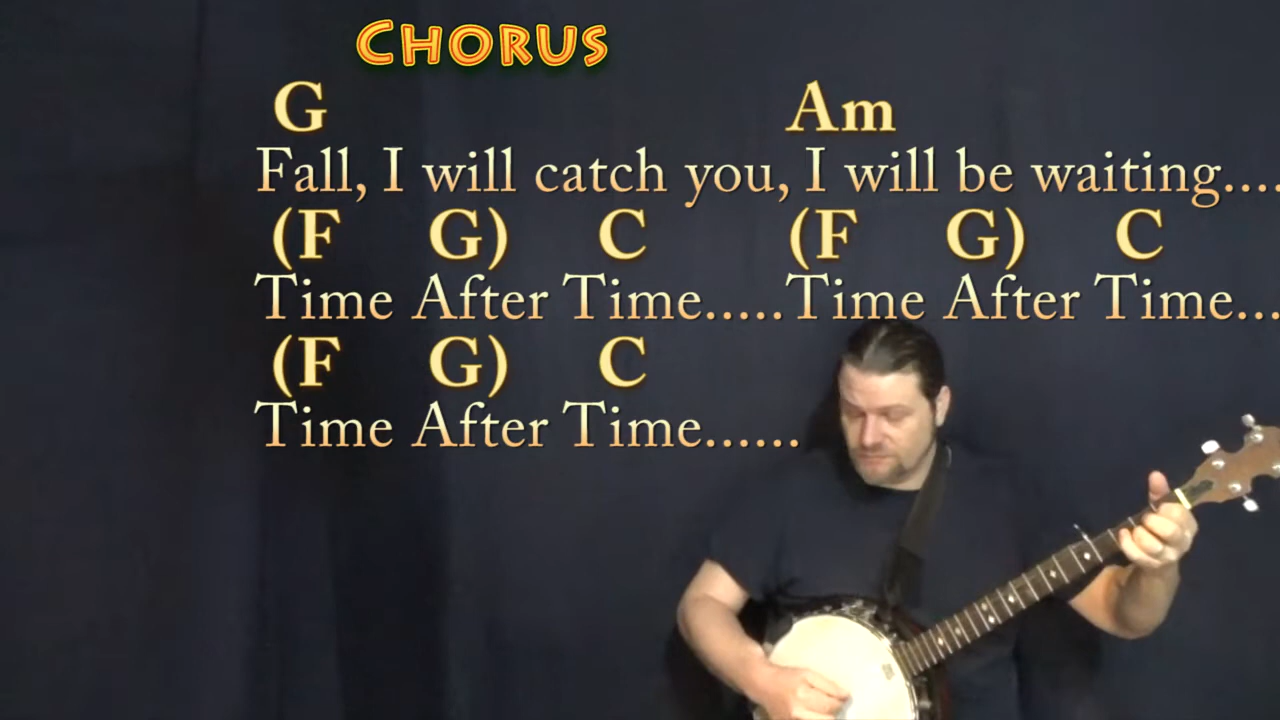 CHORUS
G Am
Fall, I will catch you, I will be waiting....
(F G) C (F G) C
Time After Time.....Time After Time...
(F G) C
Time After Time......